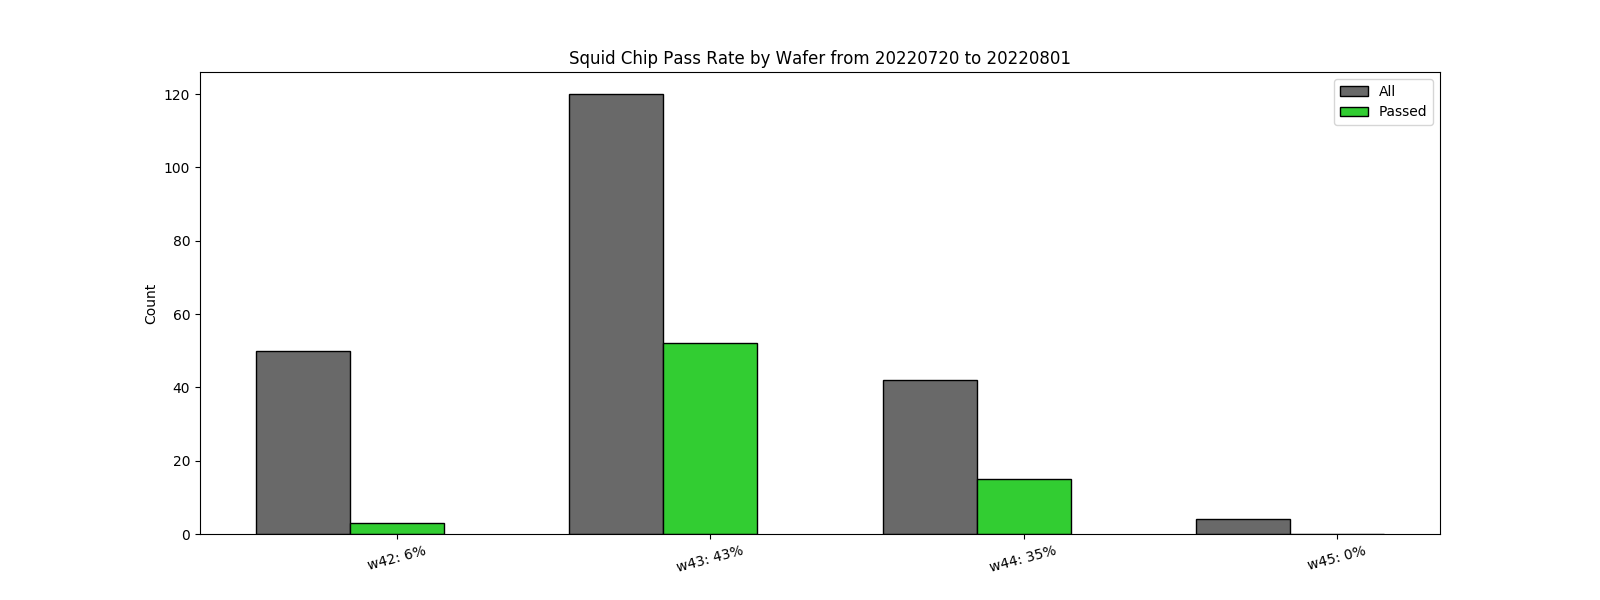 Squid Chip Pass Rate by Wafer from 20220720 to 20220801
All
Passed
120
100
80
60
40
20
0
Count
w42: 6%
w43: 43%
w44: 35%
w45: 0%